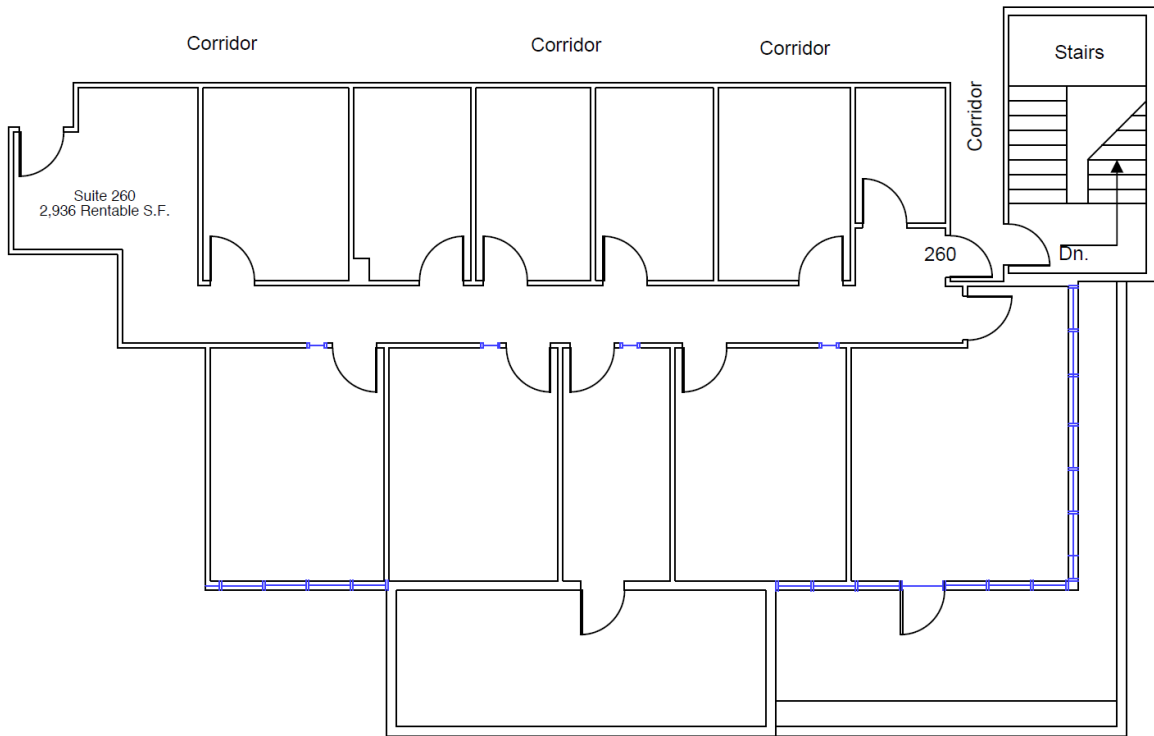 Corridor
Corridor
Corridor
Stairs
Corridor
Suite 260
2,936 Rentable S.F.
260
Dn.